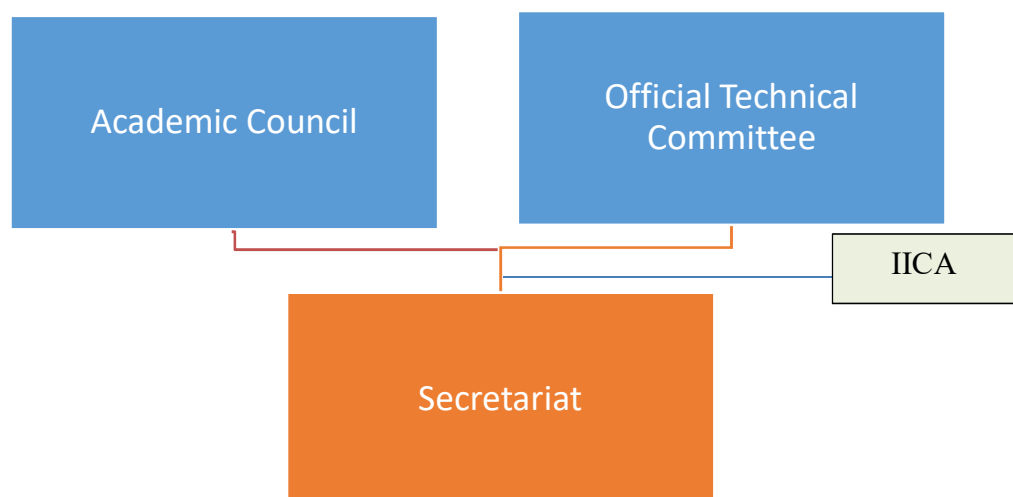 Academic Council
Official Technical
Committee
IICA
Secretariat